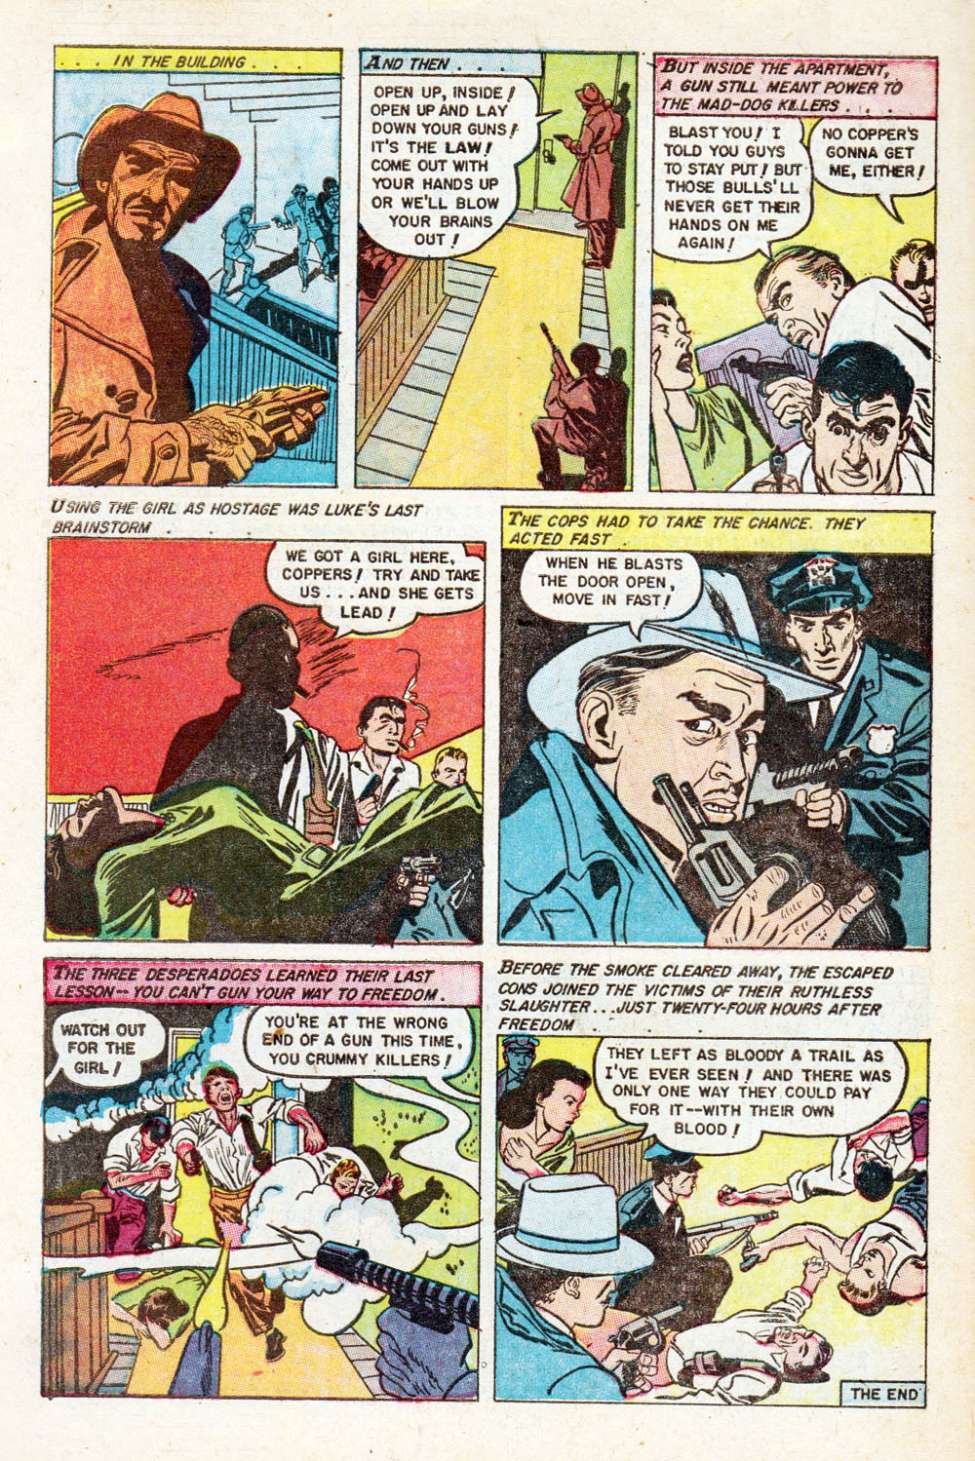 . . . IN THE BUILDING . . .
AND THEN . . .
OPEN UP, INSIDE!
OPEN UP AND LAY
DOWN YOUR GUNS!
IT'S THE LAW!
COME OUT WITH
YOUR HANDS UP
OR WE'LL BLOW
YOUR BRAINS
OUT!
BUT INSIDE THE APARTMENT,
A GUN STILL MEANT POWER TO
THE MAD-DOG KILLERS . . .
BLAST YOU! I
TOLD YOU GUYS
TO STAY PUT! BUT
THOSE BULLS'LL
NEVER GET THEIR
HANDS ON ME
AGAIN!
NO COPPER'S
GONNA GET
ME, EITHER!
USING THE GIRL AS HOSTAGE WAS LUKE'S LAST
BRAINSTORM . . . .
WE GOT A GIRL HERE,
COPPERS! TRY AND TAKE
US...AND SHE GETS
LEAD!
THE COPS HAD TO TAKE THE CHANCE. THEY
ACTED FAST .
WHEN HE BLASTS
THE DOOR OPEN,
MOVE IN FAST!
THE THREE DESPERADOES LEARNED THEIR LAST
LESSON--YOU CAN'T GUN YOUR WAY TO FREEDOM.
WATCH OUT
FOR THE
GIRL!
YOU'RE AT THE WRONG
END OF A GUN THIS TIME,
YOU CRUMMY KILLERS!
BEFORE THE SMOKE CLEARED AWAY, THE ESCAPED
CONS JOINED THE VICTIMS OF THEIR RUTHLESS
SLAUGHTER...JUST TWENTY-FOUR HOURS AFTER
FREEDOM . . . .
THEY LEFT AS BLOODY A TRAIL AS
I'VE EVER SEEN! AND THERE WAS
ONLY ONE WAY THEY COULD PAY
FOR IT--WITH THEIR OWN
BLOOD!
THE END